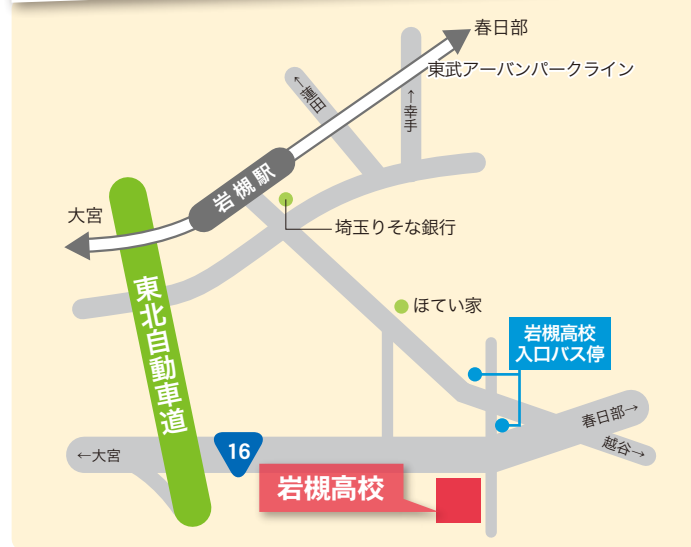 春日部
東武アーバンパークライン
←蓮田
←幸手
岩槻駅
大宮
埼玉りそな銀行
東北自動車道
ほてい家
岩槻高校
入口バス停
春日部→
越谷→
←大宮
16
岩槻高校